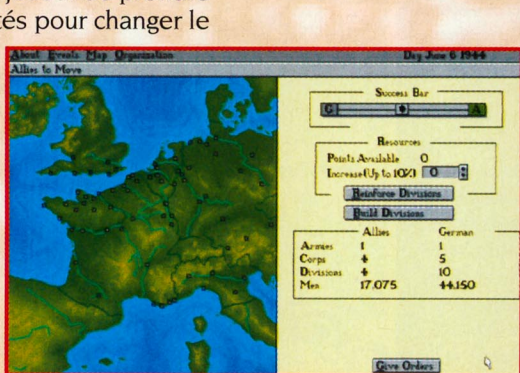 tés pour changer le
About Events Map Organization Day June 6 1944
Allies to Move
Success Bar
G A
Resources
Points Available 0
Increase(Up to 10%) 0
Reinforce Divisions
Build Divisions
Allies German
Armies 1 1
Corps 4 5
Divisions 4 10
Men 17.075 44.150
Give Orders